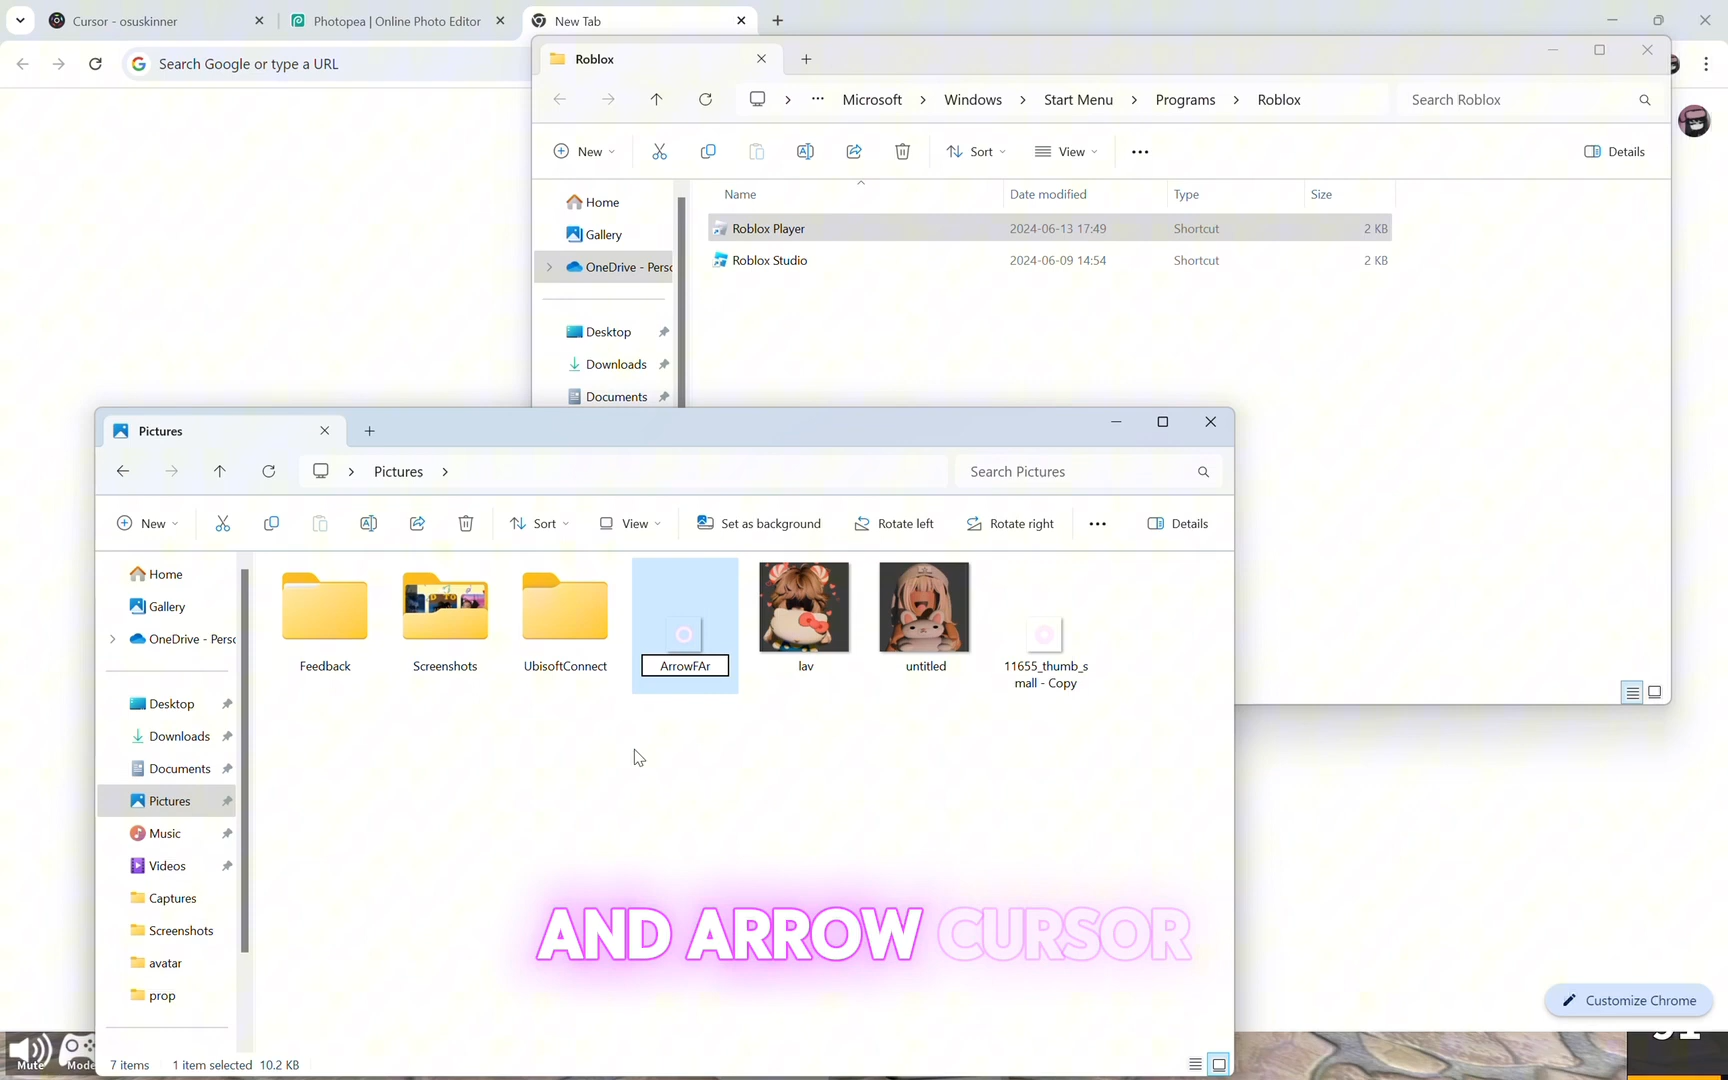 Cursor - osuskinner
Photopea | Online Photo Editor
New Tab
Search Google or type a URL
Roblox
Microsoft > Windows > Start Menu > Programs > Roblox
Search Roblox
New
Sort
View
Details
Name
Date modified
Type
Size
Home
Gallery
OneDrive - Perso
Desktop
Downloads
Documents
Roblox Player 2024-06-13 17:49 Shortcut 2 KB
Roblox Studio 2024-06-09 14:54 Shortcut 2 KB
Pictures
Pictures
Search Pictures
New
Sort
View
Set as background
Rotate left
Rotate right
Details
Home
Gallery
OneDrive - Perso
Desktop
Downloads
Documents
Pictures
Music
Videos
Captures
Screenshots
avatar
prop
Feedback
Screenshots
UbisoftConnect
ArrowFAr
lav
untitled
11655_thumb_s
mall - Copy
AND ARROW CURSOR
Customize Chrome
Mute
Mode
7 items
1 item selected 10.2 KB